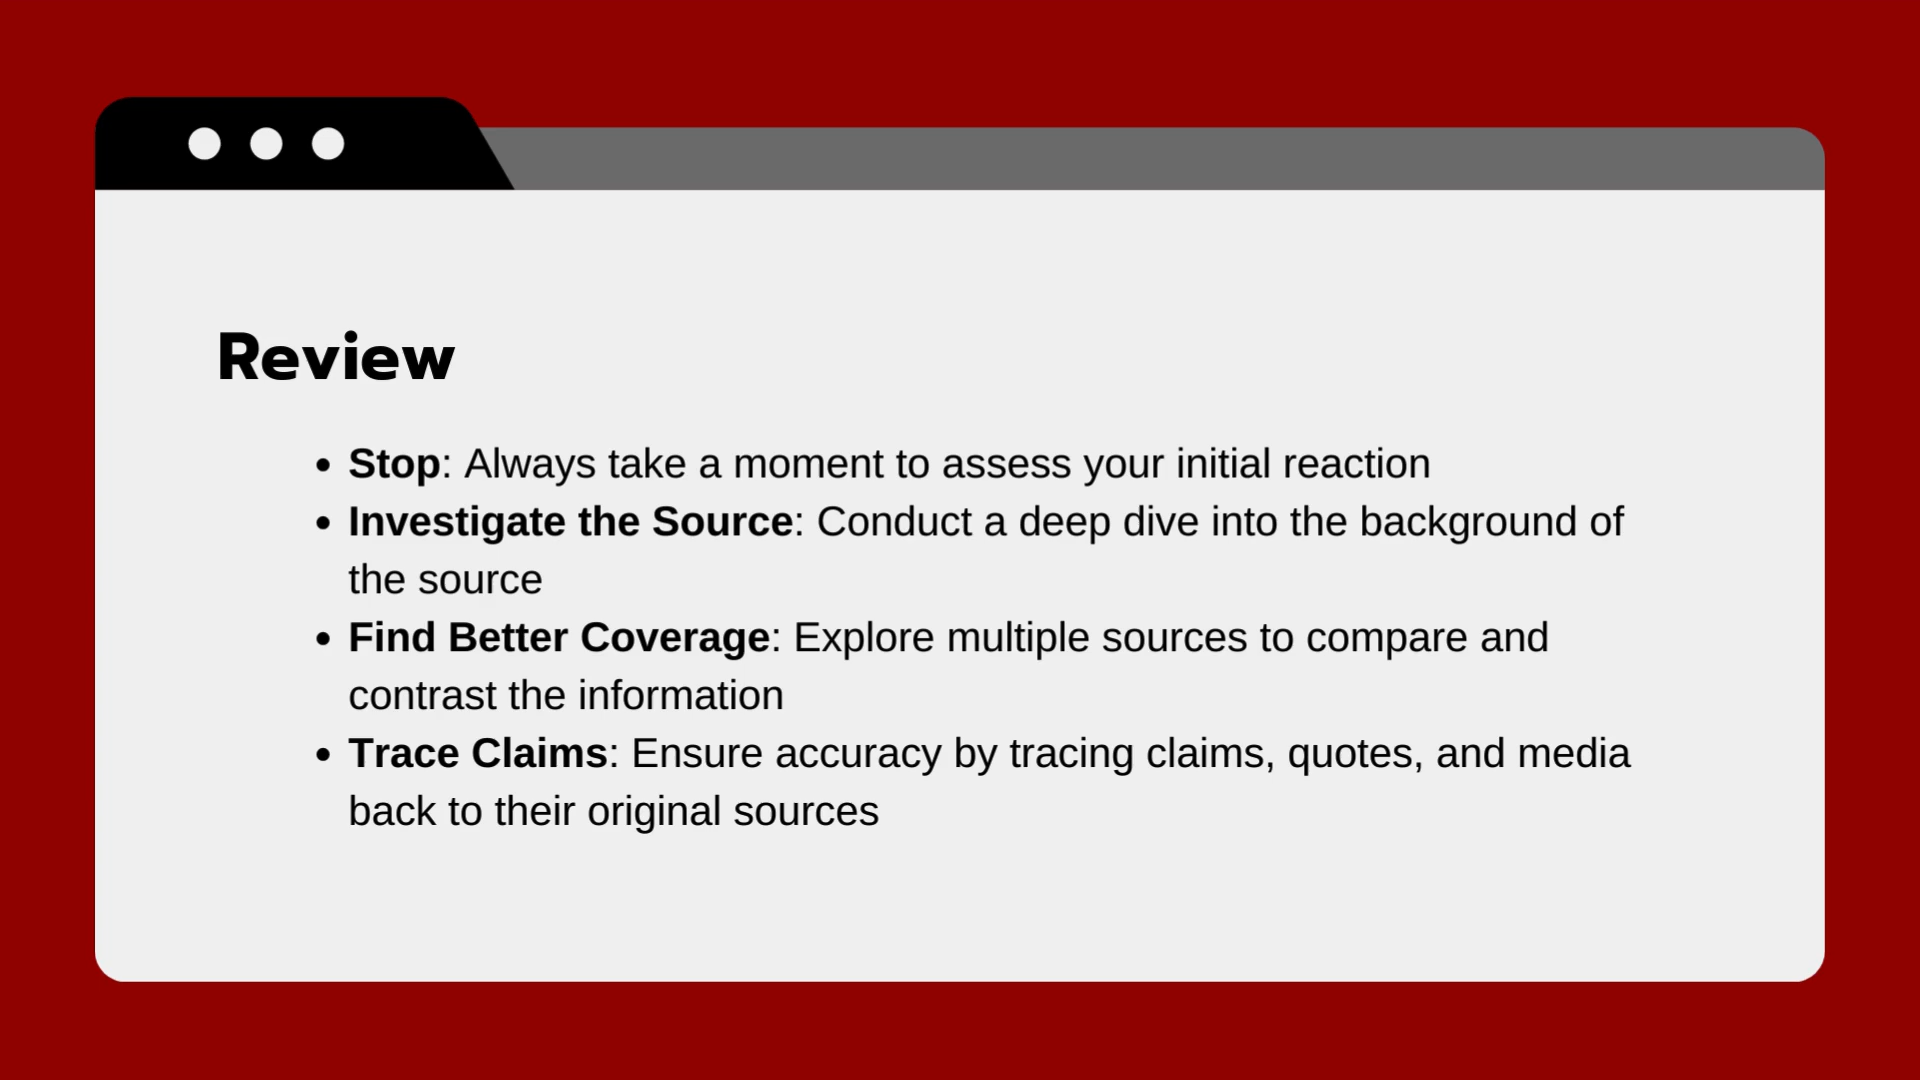 Review
• Stop: Always take a moment to assess your initial reaction
• Investigate the Source: Conduct a deep dive into the background of
the source
• Find Better Coverage: Explore multiple sources to compare and
contrast the information
• Trace Claims: Ensure accuracy by tracing claims, quotes, and media
back to their original sources